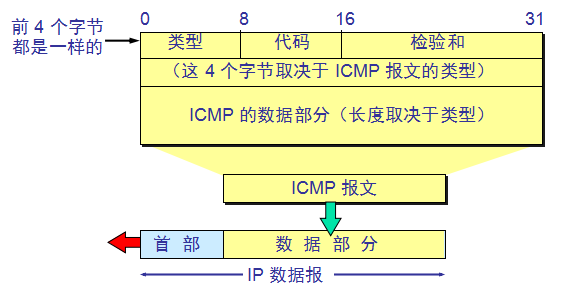 0 8 16 31
前 4 个字节
都是一样的
类型 代码 检验和
（这 4 个字节取决于 ICMP 报文的类型）
ICMP 的数据部分（长度取决于类型）
ICMP 报文
首 部 数 据 部 分
IP 数据报